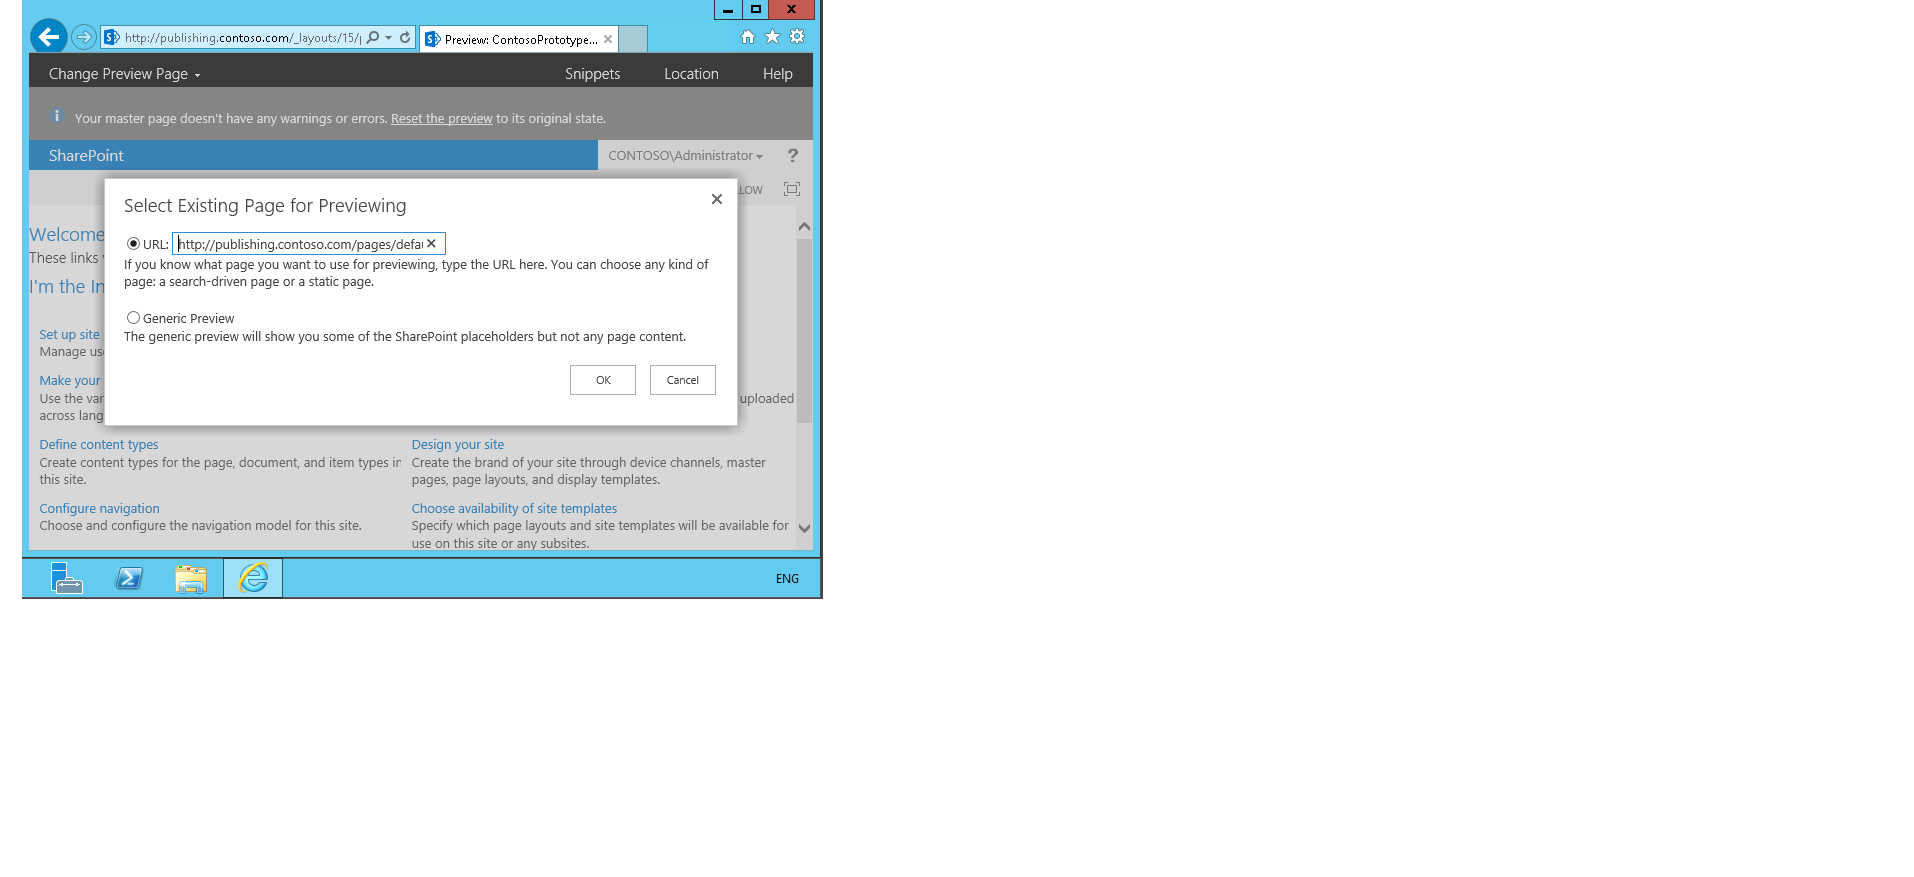 http://publishing.contoso.com/_layouts/15/
Preview: ContosoPrototype...
Change Preview Page
Snippets
Location
Help
Your master page doesn't have any warnings or errors. Reset the preview to its original state.
SharePoint
CONTOSO\Administrator
?
LOW
Select Existing Page for Previewing
Welcome
URL:
http://publishing.contoso.com/pages/defau
These links
If you know what page you want to use for previewing, type the URL here. You can choose any kind of
page: a search-driven page or a static page.
I'm the In
Generic Preview
Set up site
The generic preview will show you some of the SharePoint placeholders but not any page content.
Manage use
Make your
OK
Cancel
Use the var
uploaded
across lang
Define content types
Create content types for the page, document, and item types in
this site.
Design your site
Create the brand of your site through device channels, master
pages, page layouts, and display templates.
Configure navigation
Choose and configure the navigation model for this site.
Choose availability of site templates
Specify which page layouts and site templates will be available for
use on this site or any subsites.
ENG